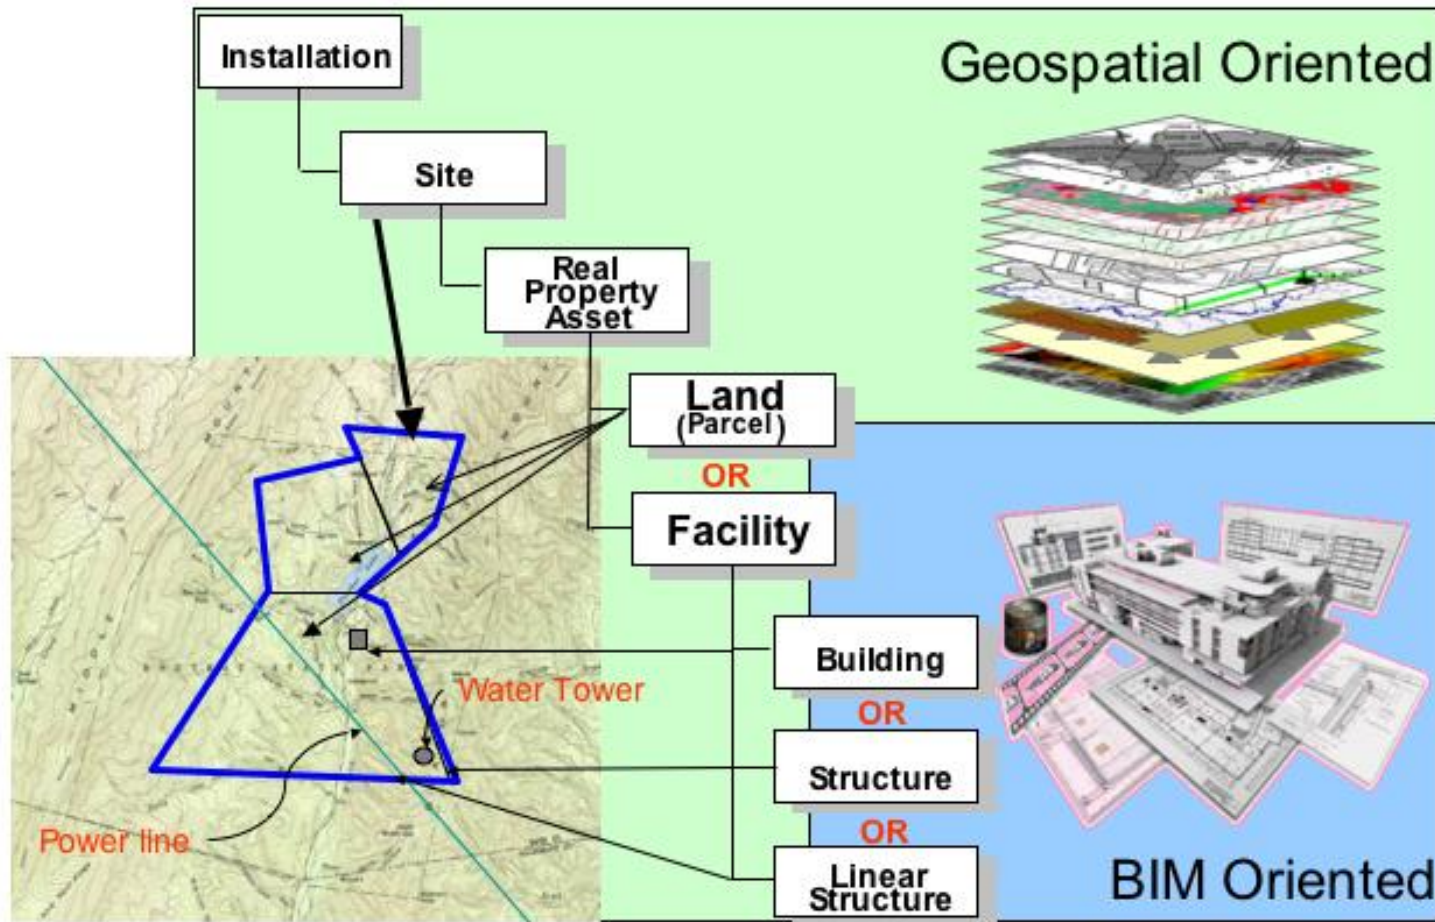 Installation
Geospatial Oriented
Site
Real
Property
Asset
Land
(Parcel)
OR
Facility
Building
Water Tower
OR
Structure
OR
Power line
Linear
Structure
BIM Oriented